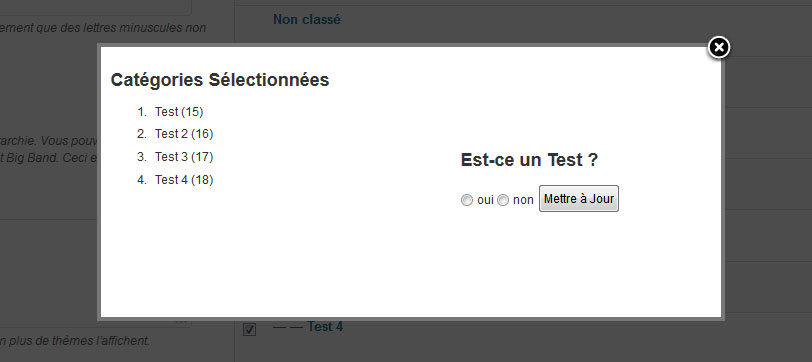 ement que des lettres minuscules non
Non classé
Catégories Sélectionnées
1. Test (15)
2. Test 2 (16)
3. Test 3 (17)
4. Test 4 (18)
archie. Vous pouv
t Big Band. Ceci e
Est-ce un Test ?
oui non Mettre à Jour
— — Test 4
n plus de thèmes l'affichent.